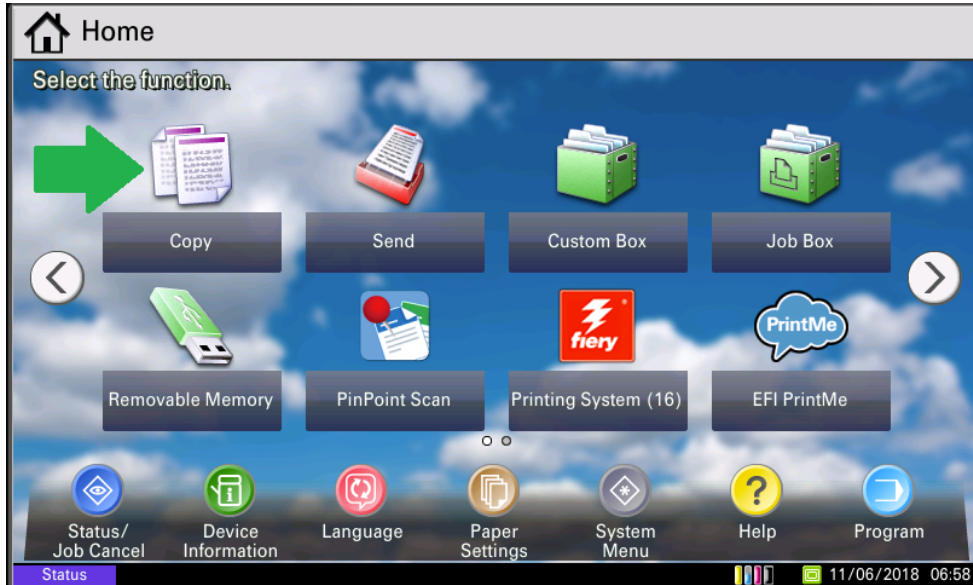 Home
Select the function.
Copy
Send
Custom Box
Job Box
fiery
PrintMe
Removable Memory
PinPoint Scan
Printing System (16)
EFI PrintMe
Status/
Job Cancel
Device
Information
Language
Paper
Settings
System
Menu
Help
Program
Status
11/06/2018 06:58